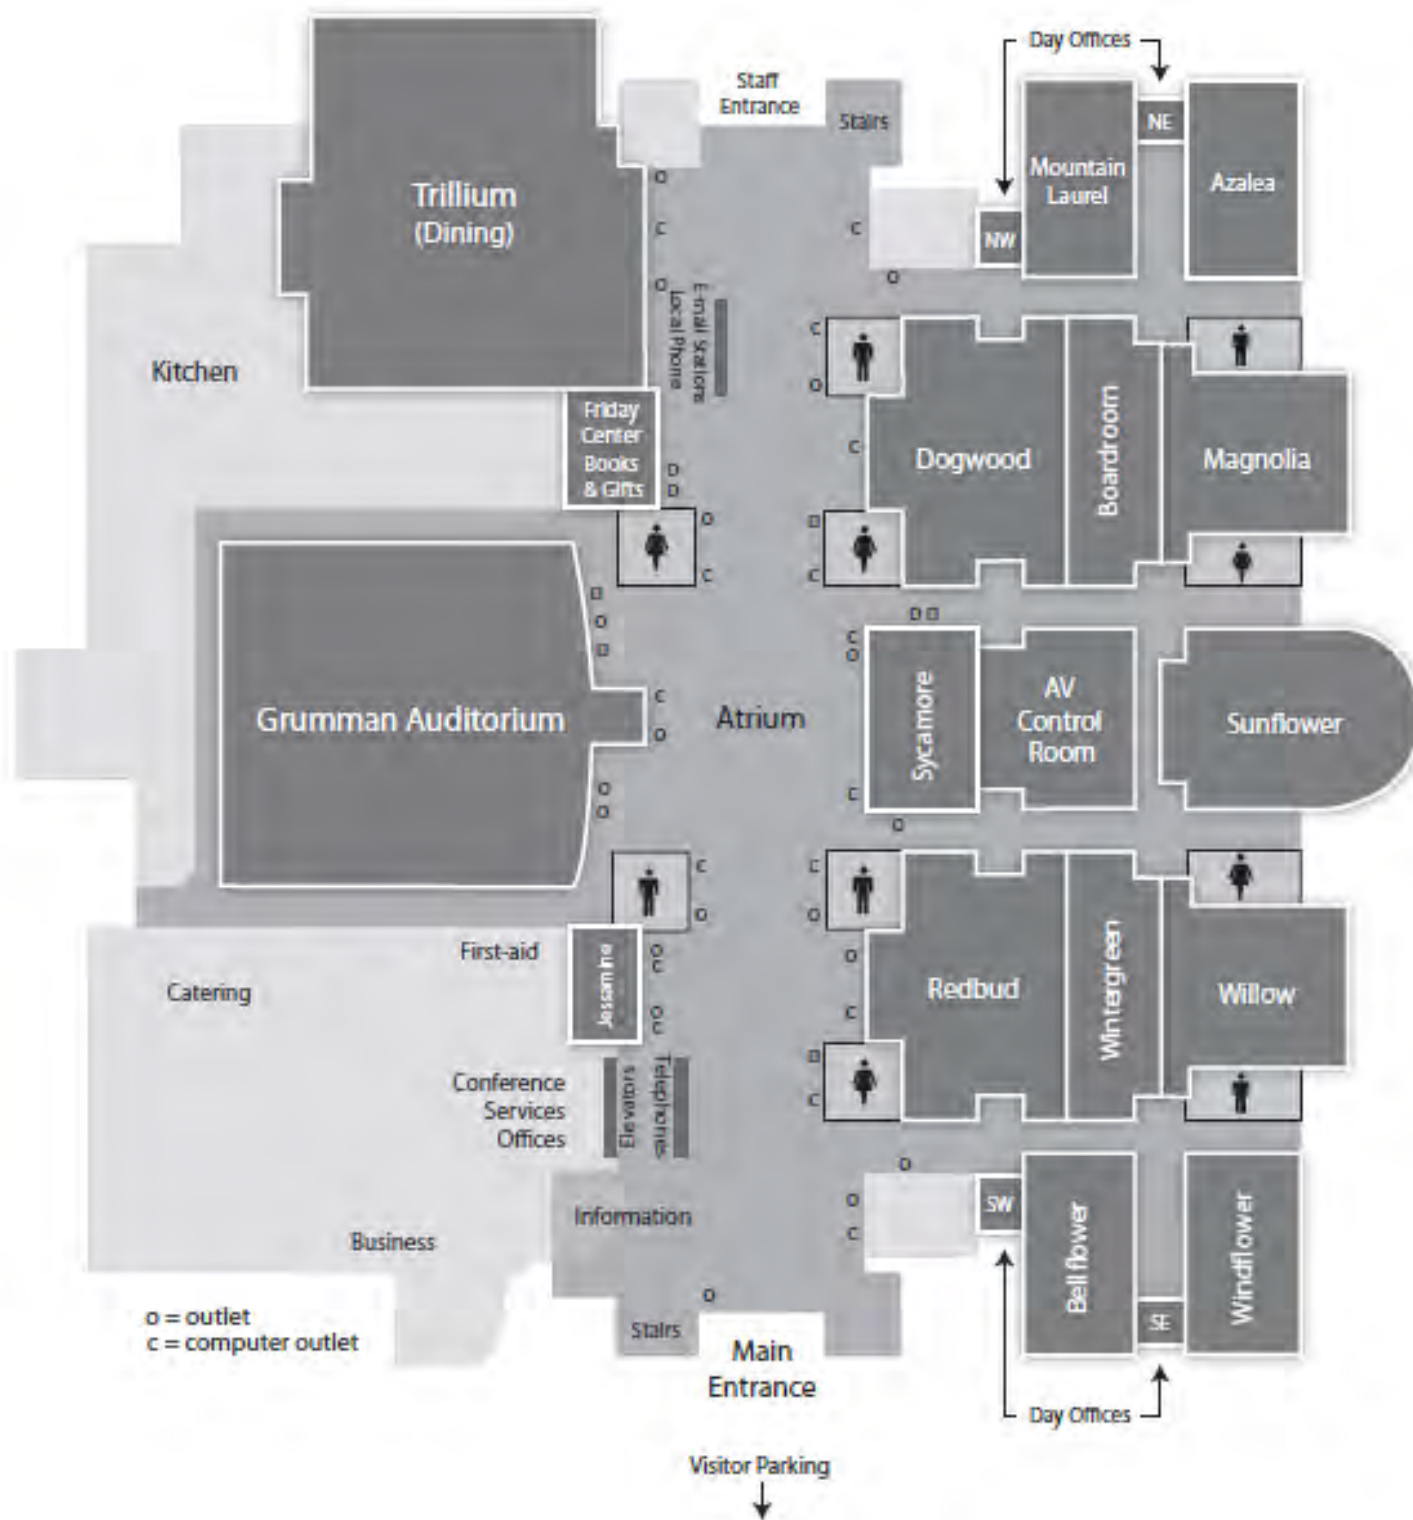 Day Offices
Staff
Entrance
Stairs
NE
Mountain
Laurel
Azalea
Trillium
(Dining)
NW
E-mail Stations
Local Phone
Kitchen
Friday
Center
Books
& Gifts
Dogwood
Boardroom
Magnolia
Grumman Auditorium
Atrium
Sycamore
AV
Control
Room
Sunflower
First-aid
Jessamine
Catering
Redbud
Wintergreen
Willow
Conference
Services
Offices
Elevators
Telephones
Information
Business
SW
Bellflower
Windflower
SE
o = outlet
c = computer outlet
Stairs
Main
Entrance
Day Offices
Visitor Parking